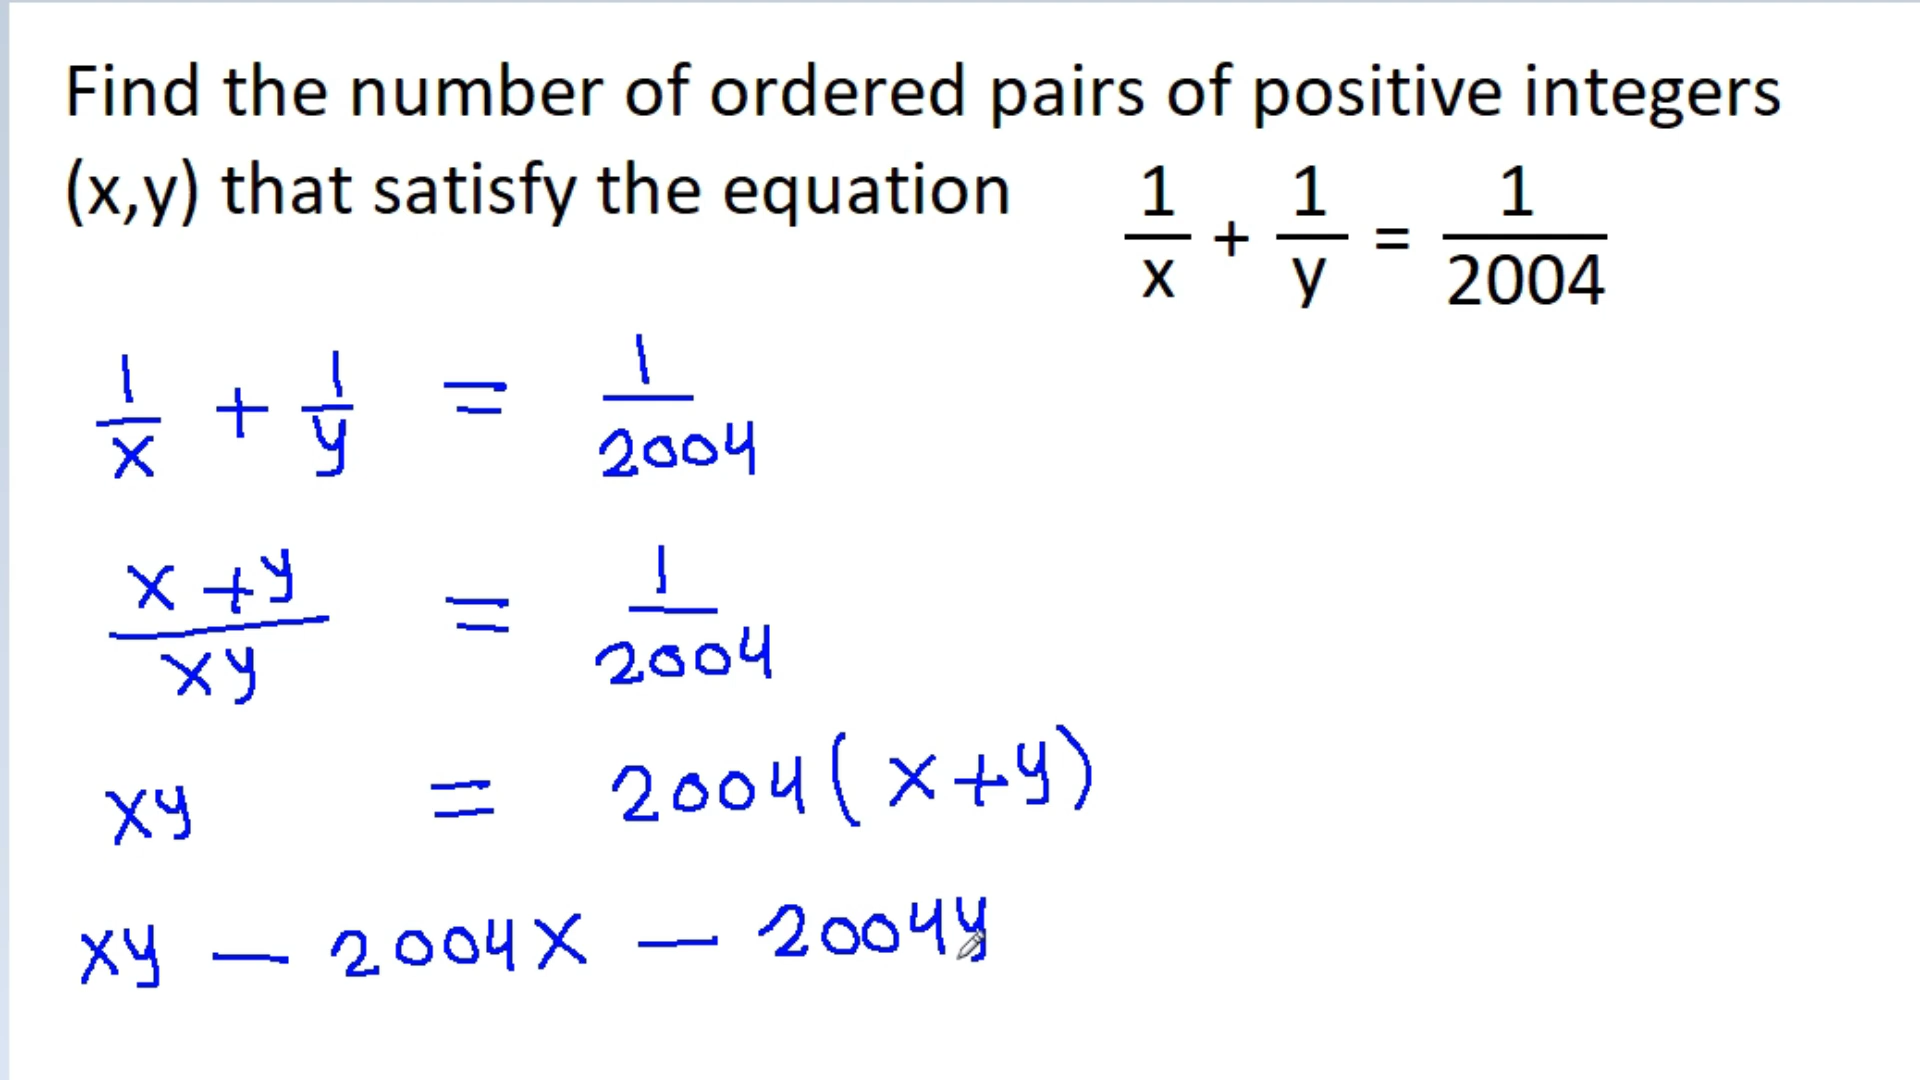 Find the number of ordered pairs of positive integers
(x,y) that satisfy the equation 1/x + 1/y = 1/2004
1/x + 1/y = 1/2004
x+y/xy = 1/2004
xy = 2004(x+y)
xy - 2004x - 2004y